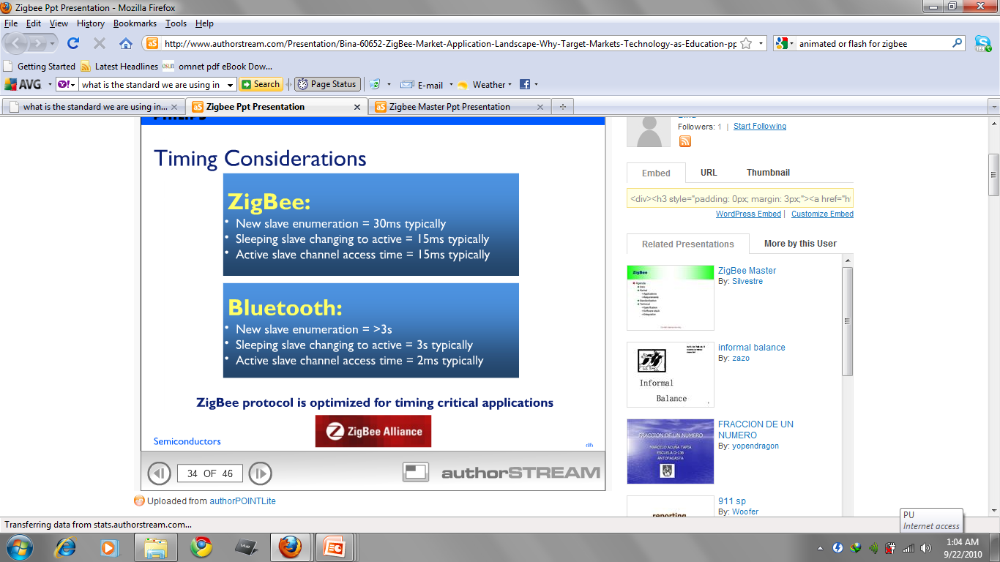 Zigbee Ppt Presentation - Mozilla Firefox
File Edit View History Bookmarks Tools Help
http://www.authorstream.com/Presentation/Bina-60652-ZigBee-Market-Application-Landscape-Why-Target-Markets-Technology-as-Education-pp
animated or flash for zigbee
Getting Started Latest Headlines omnet pdf eBook Dow...
AVG Y! what is the standard we are using in Search Page Status E-mail Weather
what is the standard we are using in... Zigbee Ppt Presentation Zigbee Master Ppt Presentation
Followers: 1 | Start Following
Timing Considerations
ZigBee:
• New slave enumeration = 30ms typically
• Sleeping slave changing to active = 15ms typically
• Active slave channel access time = 15ms typically
Bluetooth:
• New slave enumeration = >3s
• Sleeping slave changing to active = 3s typically
• Active slave channel access time = 2ms typically
ZigBee protocol is optimized for timing critical applications
ZigBee Alliance
Semiconductors
34 OF 46
authorSTREAM
Uploaded from authorPOINTLite
Embed URL Thumbnail
<div><h3 style="padding: 0px; margin: 3px;"><a href="h
WordPress Embed | Customize Embed
Related Presentations More by this User
ZigBee
Agenda
ZigBee Master
By: Silvestre
Informal
Balance
informal balance
By: zazo
FRACCION DE UN NUMERO
MARCELO ACUÑA TAPIA
ESCUELA D-136
ANTOFAGASTA
FRACCION DE UN
NUMERO
By: yopendragon
reporting
911 sp
By: Woofer
PU
Internet access
Transferring data from stats.authorstream.com...
1:04 AM
9/22/2010